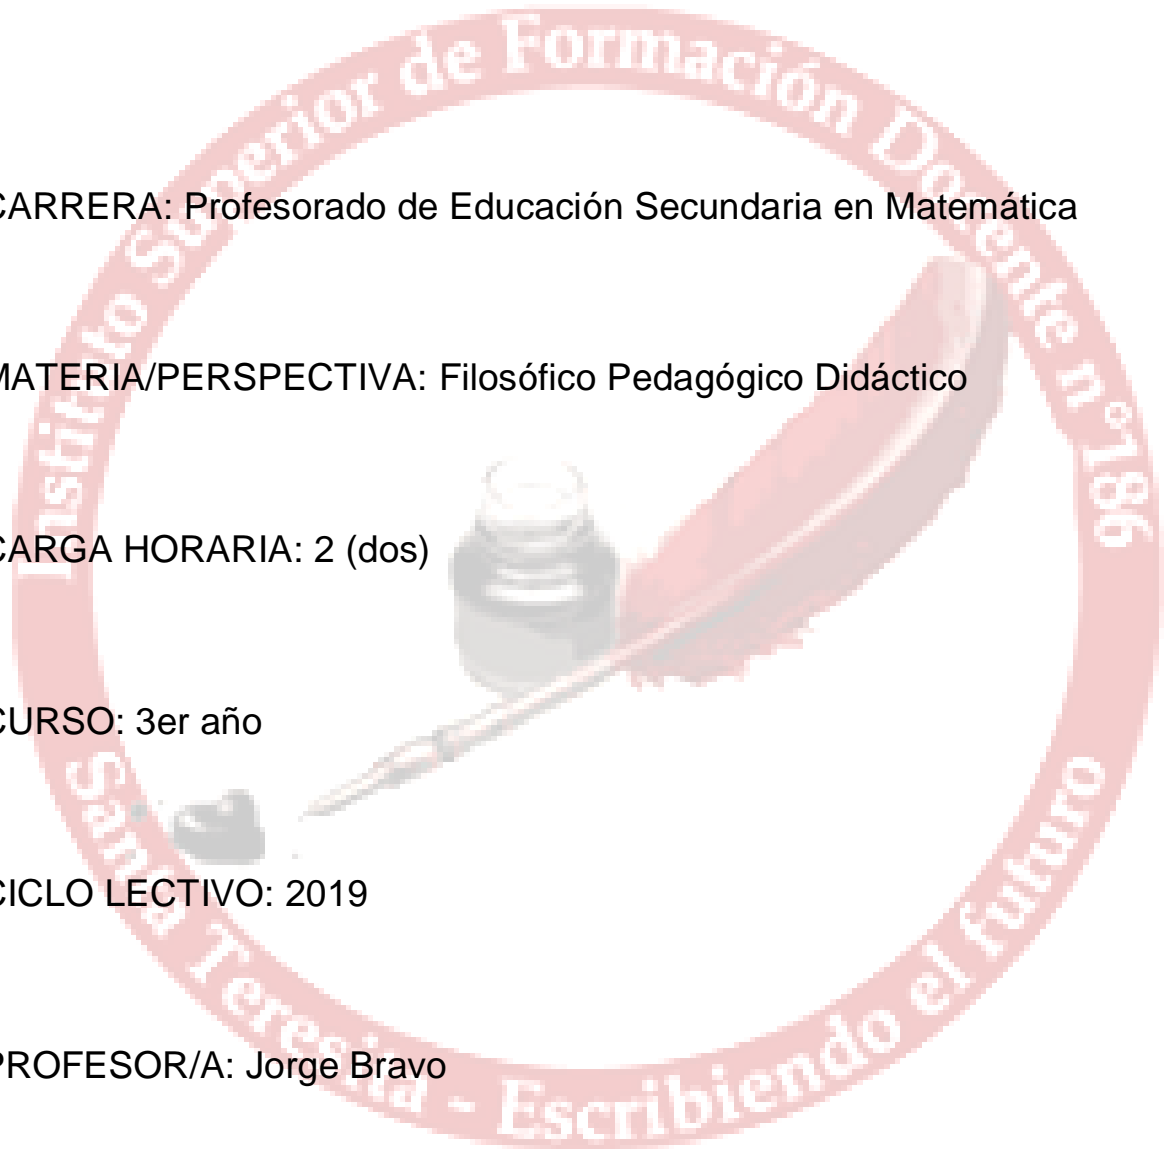 Instituto Superior de Formación Docente n°186
CARRERA: Profesorado de Educación Secundaria en Matemática
MATERIA/PERSPECTIVA: Filosófico Pedagógico Didáctico
CARGA HORARIA: 2 (dos)
CURSO: 3er año
CICLO LECTIVO: 2019
PROFESOR/A: Jorge Bravo
Santa Teresita - Escribiendo el futuro